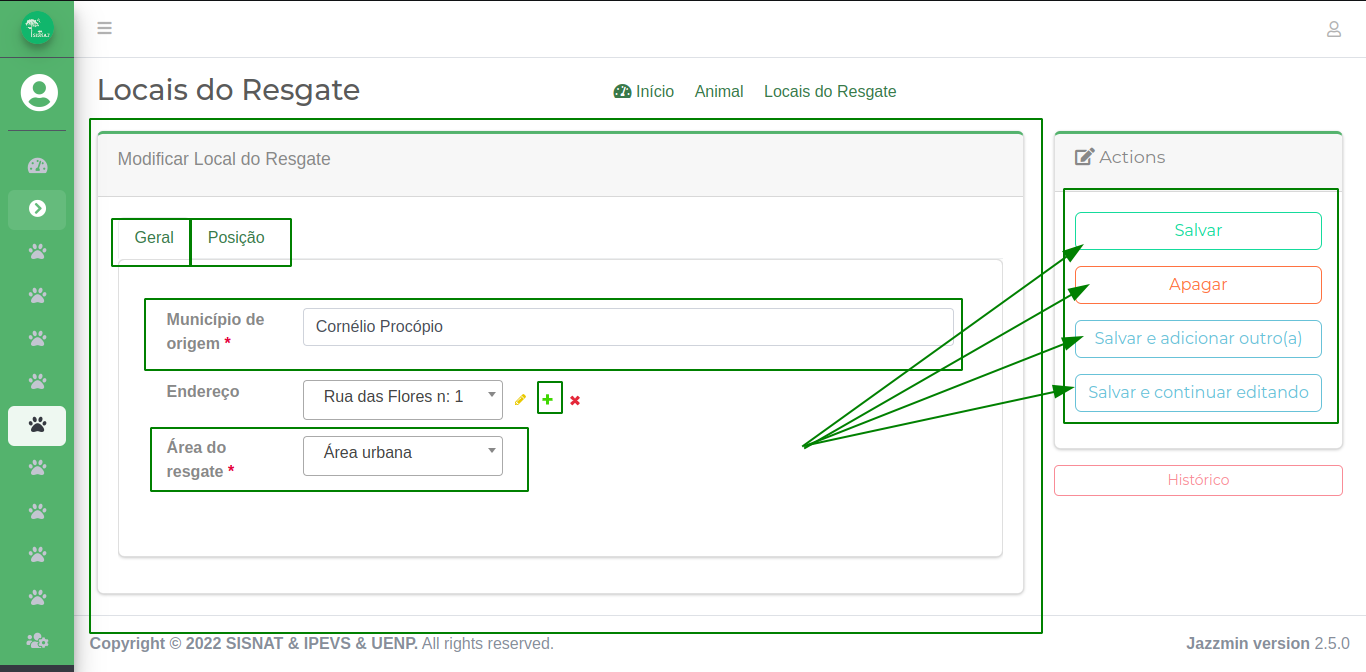 SISNAT
Locais do Resgate
Início Animal Locais do Resgate
Modificar Local do Resgate
Actions
Geral Posição
Salvar
Apagar
Salvar e adicionar outro(a)
Salvar e continuar editando
Histórico
Município de
origem *
Cornélio Procópio
Endereço
Rua das Flores n: 1
Área do
resgate *
Área urbana
Copyright © 2022 SISNAT & IPEVS & UENP. All rights reserved.
Jazzmin version 2.5.0